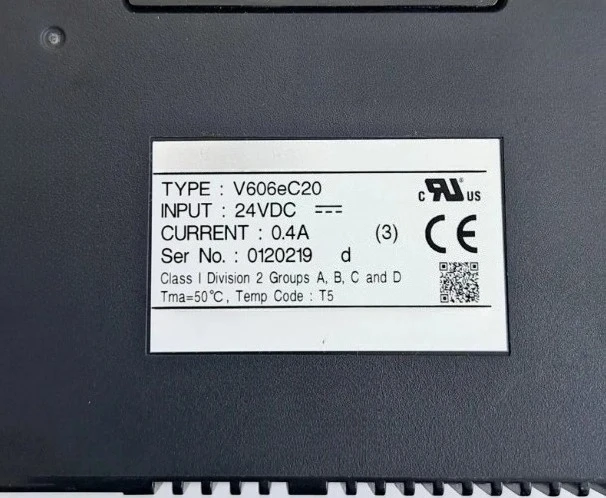 TYPE : V606eC20
INPUT : 24VDC
CURRENT : 0.4A (3)
Ser No. : 0120219 d
Class I Division 2 Groups A, B, C and D
Tma=50°C, Temp Code : T5
c RU US
CE